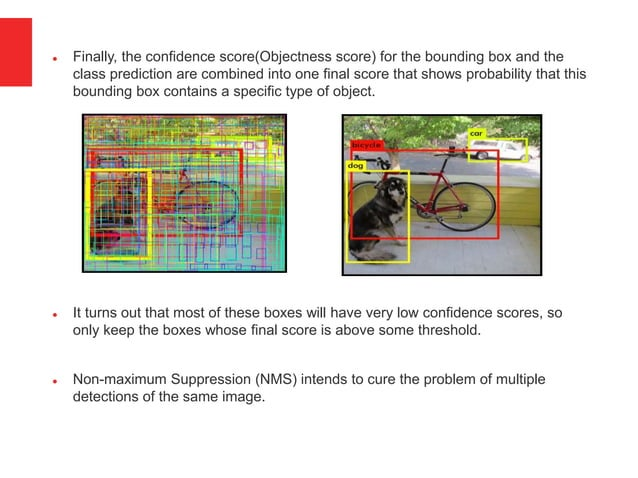 Finally, the confidence score(Objectness score) for the bounding box and the
class prediction are combined into one final score that shows probability that this
bounding box contains a specific type of object.
car
bicycle
dog
It turns out that most of these boxes will have very low confidence scores, so
only keep the boxes whose final score is above some threshold.
Non-maximum Suppression (NMS) intends to cure the problem of multiple
detections of the same image.